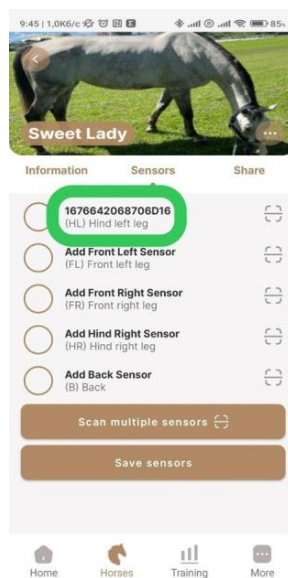 9:45 | 1,0K6/c 85%
Sweet Lady
Information Sensors Share
1676642068706D16
(HL) Hind left leg
Add Front Left Sensor
(FL) Front left leg
Add Front Right Sensor
(FR) Front right leg
Add Hind Right Sensor
(HR) Hind right leg
Add Back Sensor
(B) Back
Scan multiple sensors
Save sensors
Home Horses Training More